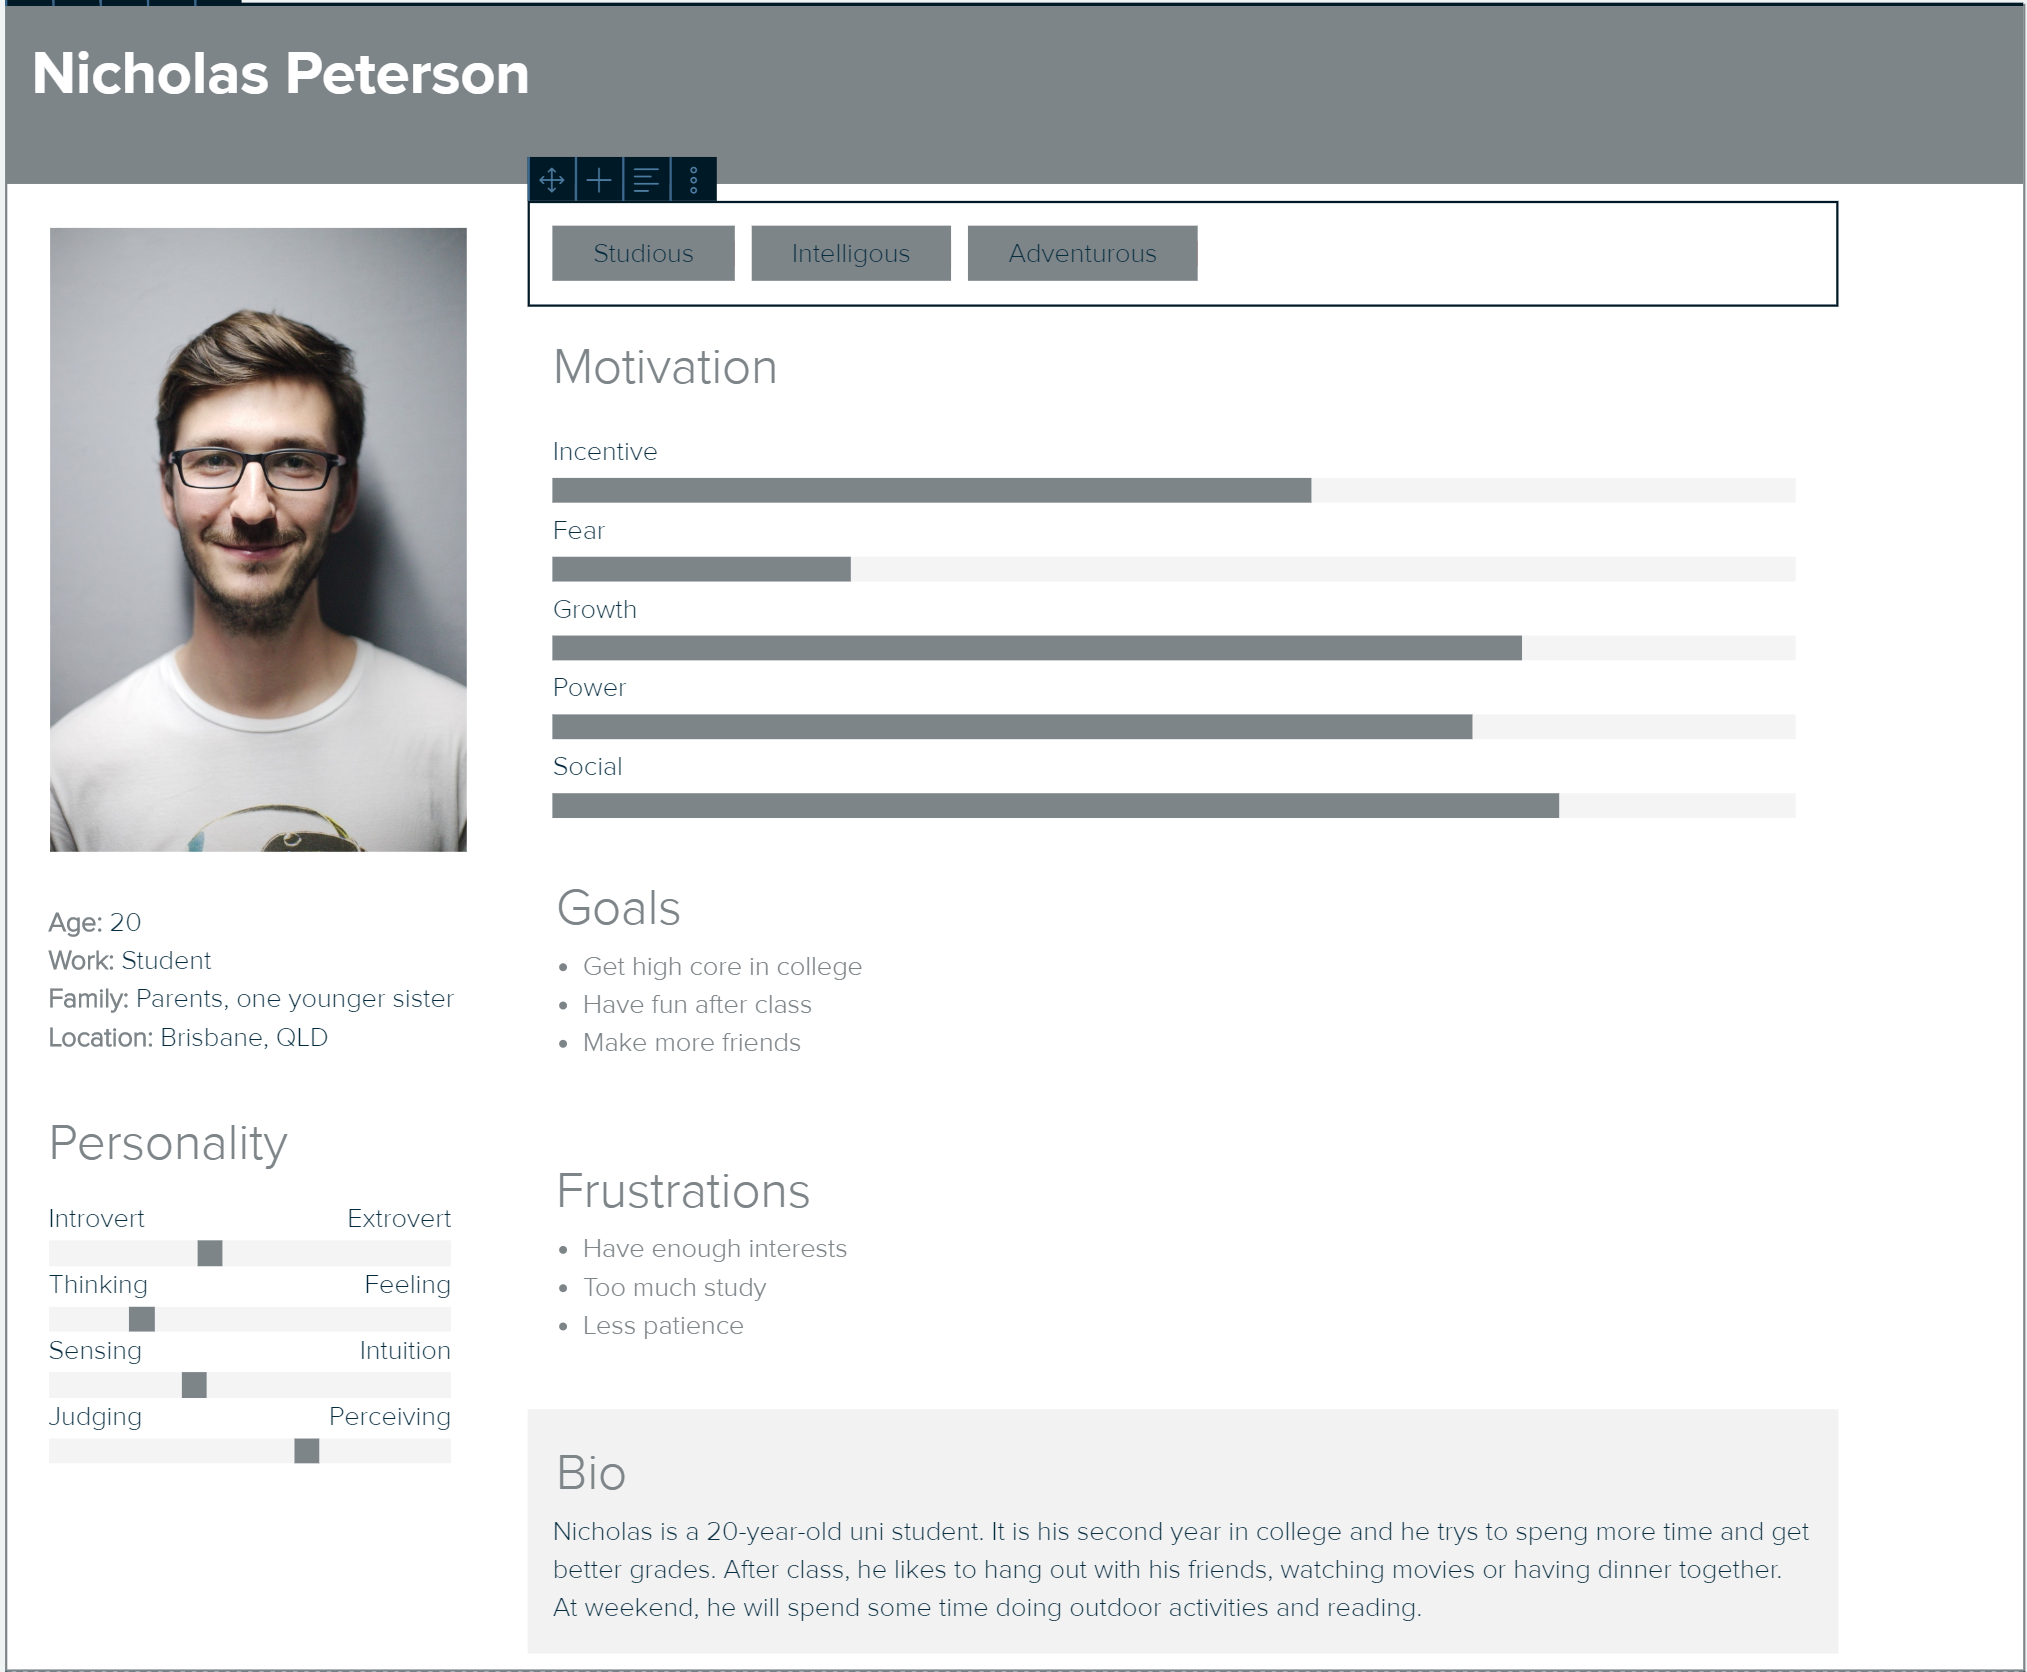 Nicholas Peterson
Studious
Intelligous
Adventurous
Motivation
Incentive
Fear
Growth
Power
Social
Age: 20
Work: Student
Family: Parents, one younger sister
Location: Brisbane, QLD
Personality
Introvert Extrovert
Thinking Feeling
Sensing Intuition
Judging Perceiving
Goals
Get high core in college
Have fun after class
Make more friends
Frustrations
Have enough interests
Too much study
Less patience
Bio
Nicholas is a 20-year-old uni student. It is his second year in college and he trys to speng more time and get
better grades. After class, he likes to hang out with his friends, watching movies or having dinner together.
At weekend, he will spend some time doing outdoor activities and reading.